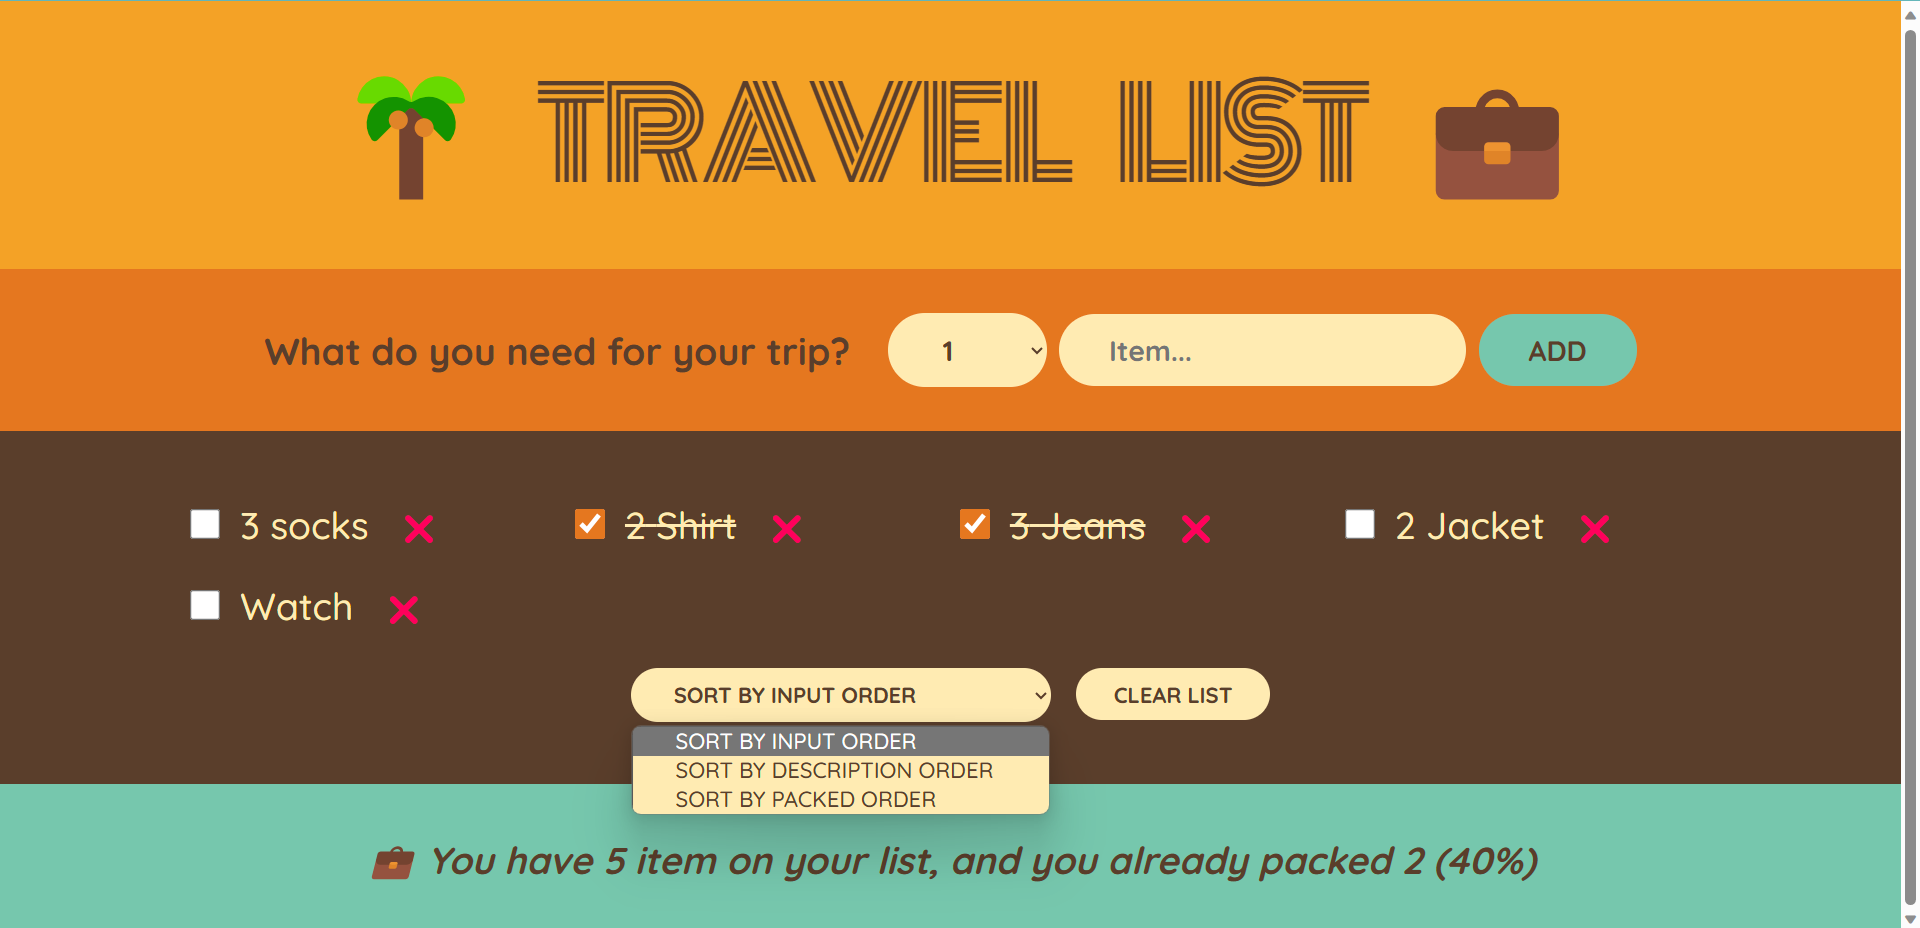 TRAVEL LIST
What do you need for your trip? 1 Item... ADD
3 socks 2 Shirt 3 Jeans 2 Jacket
Watch
SORT BY INPUT ORDER CLEAR LIST
SORT BY INPUT ORDER
SORT BY DESCRIPTION ORDER
SORT BY PACKED ORDER
You have 5 item on your list, and you already packed 2 (40%)